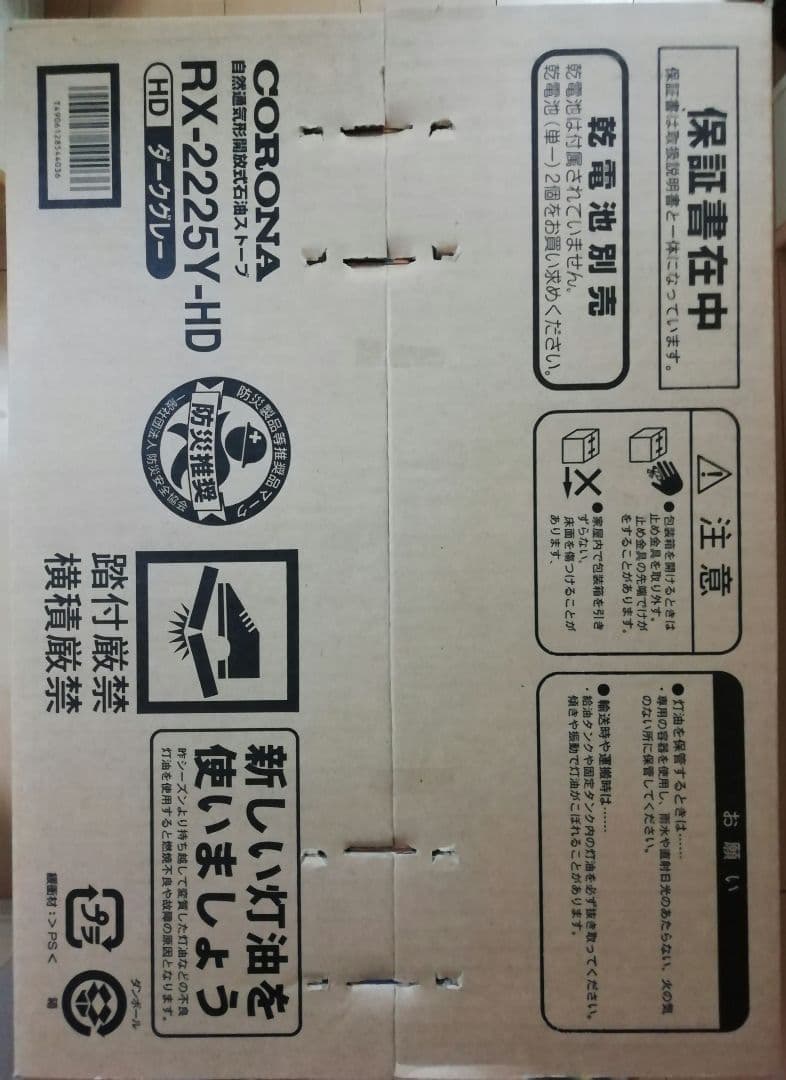 保証書在中
保証書は取扱説明書と一体になっています。
乾電池別売
乾電池は付属されていません。
乾電池（単一）2個をお買い求めください。
注意
●包装箱を開けるときは
止め金具を取り外す。
止め金具の先端でけが
をすることがあります。
●家屋内で包装箱を引き
ずらない。
床面を傷つけることが
あります。
お願い
●灯油を保管するときは……
・専用の容器を使用し、雨水や直射日光のあたらない、火の気
のない所に保管してください。
●輸送時や運搬時は……
・給油タンクや固定タンク内の灯油を必ず抜き取ってください。
傾きや振動で灯油がこぼれることがあります。
CORONA
自然通気形開放式石油ストーブ
RX-2225Y-HD
HD ダークグレー
T4906128544036
防災製品等推奨品マーク
防災推奨
一般社団法人 防災安全協会
踏付厳禁
横積厳禁
新しい灯油を
使いましょう
昨シーズンより持ち越して変質した灯油などの不良
灯油を使用すると燃焼不良や故障の原因となります。
プラ
緩衝材：＞PS＜
ダンボール
箱